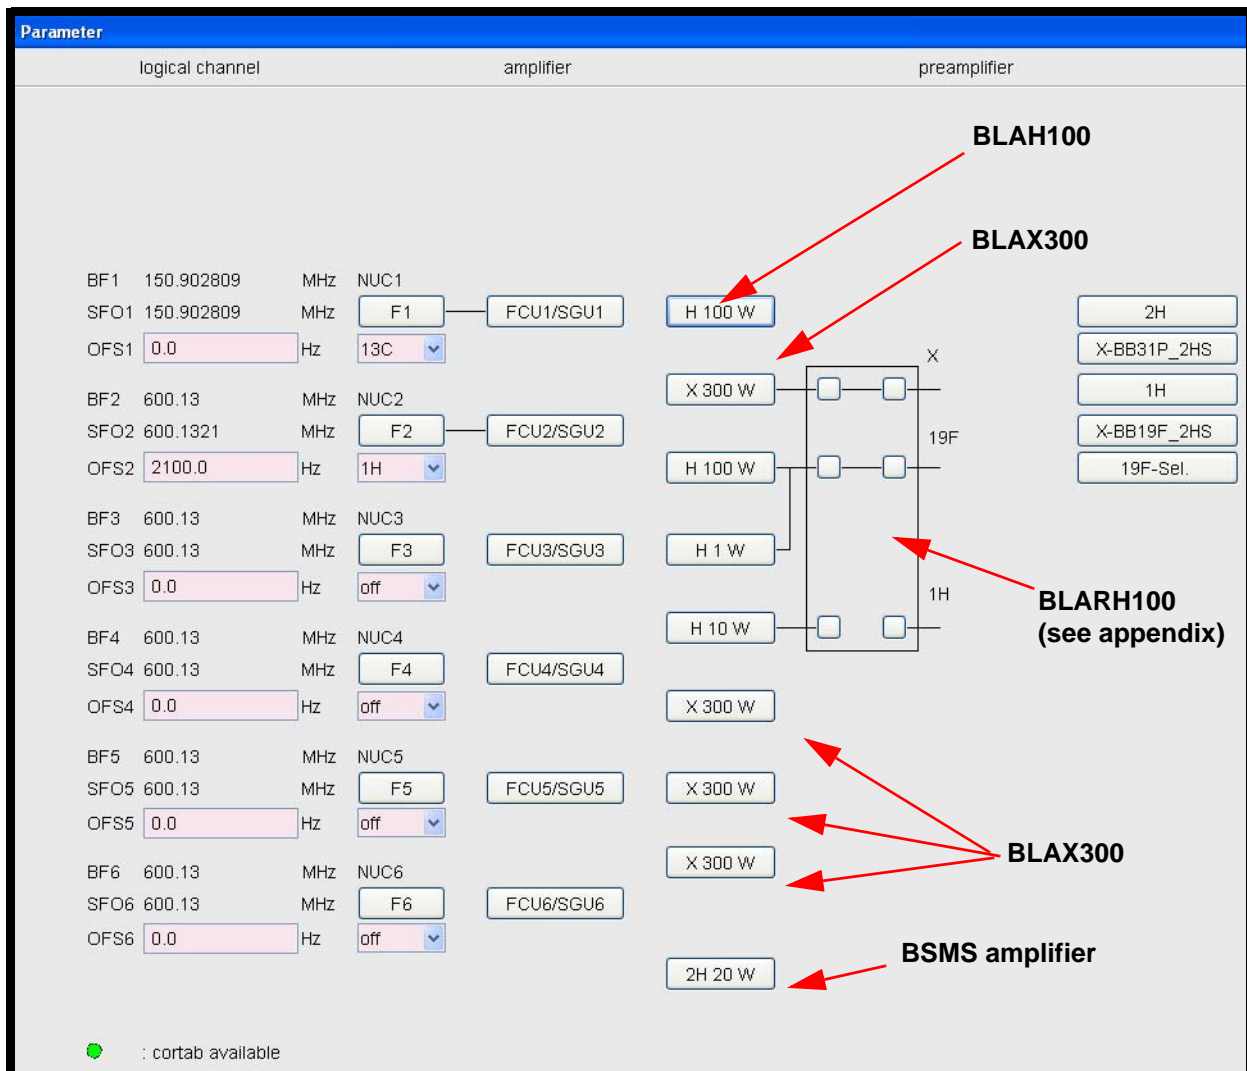 Parameter
logical channel amplifier preamplifier
BLAH100
BLAX300
BF1 150.902809 MHz NUC1
SFO1 150.902809 MHz F1 FCU1/SGU1 H 100 W 2H
OFS1 0.0 Hz 13C X X-BB31P_2HS
BF2 600.13 MHz NUC2 X 300 W 1H
SFO2 600.1321 MHz F2 FCU2/SGU2 19F X-BB19F_2HS
OFS2 2100.0 Hz 1H H 100 W 19F-Sel.
BF3 600.13 MHz NUC3
SFO3 600.13 MHz F3 FCU3/SGU3 H 1 W
OFS3 0.0 Hz off 1H BLARH100
(see appendix)
BF4 600.13 MHz NUC4 H 10 W
SFO4 600.13 MHz F4 FCU4/SGU4
OFS4 0.0 Hz off X 300 W
BF5 600.13 MHz NUC5
SFO5 600.13 MHz F5 FCU5/SGU5 X 300 W
OFS5 0.0 Hz off
BLAX300
BF6 600.13 MHz NUC6 X 300 W
SFO6 600.13 MHz F6 FCU6/SGU6
OFS6 0.0 Hz off
BSMS amplifier
2H 20 W
: cortab available